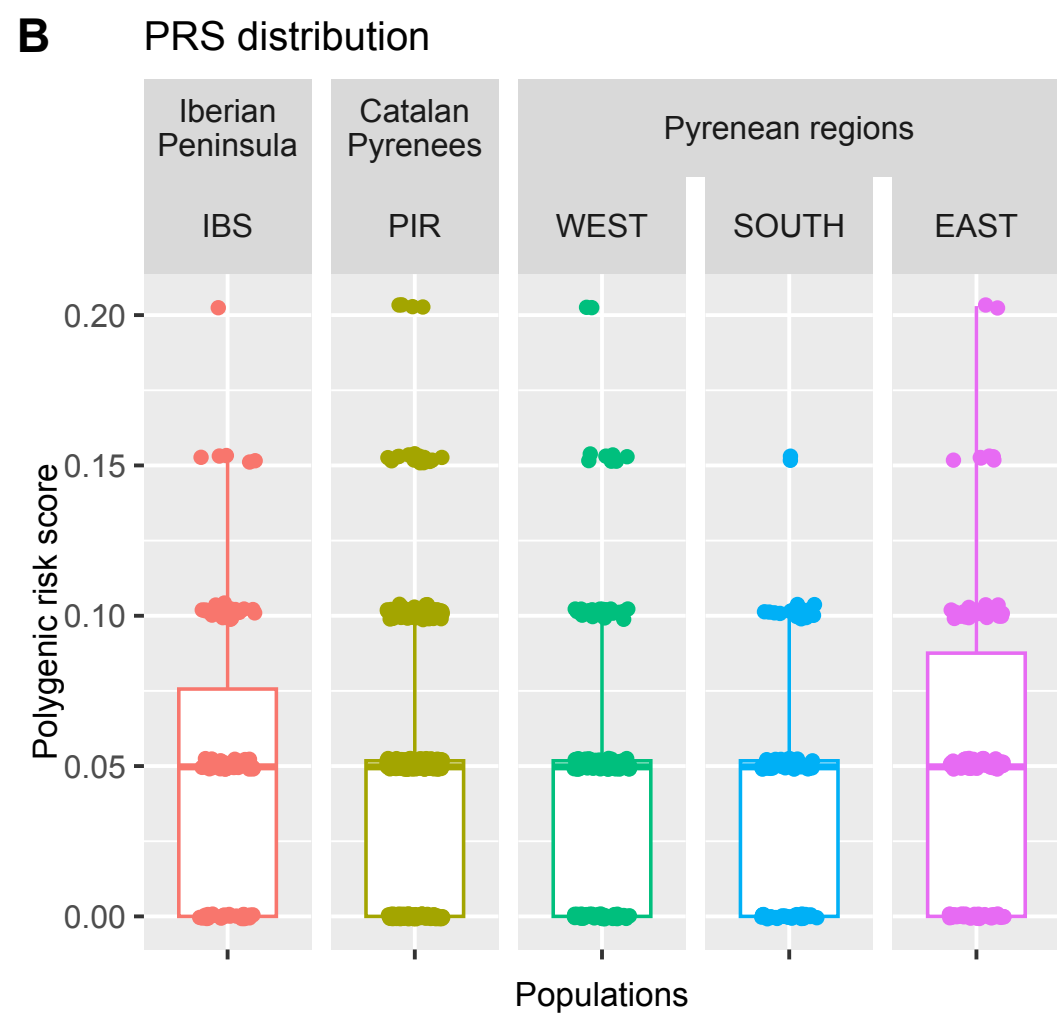 B PRS distribution
Iberian
Peninsula
Catalan
Pyrenees
Pyrenean regions
IBS PIR WEST SOUTH EAST
Polygenic risk score
0.20
0.15
0.10
0.05
0.00
Populations